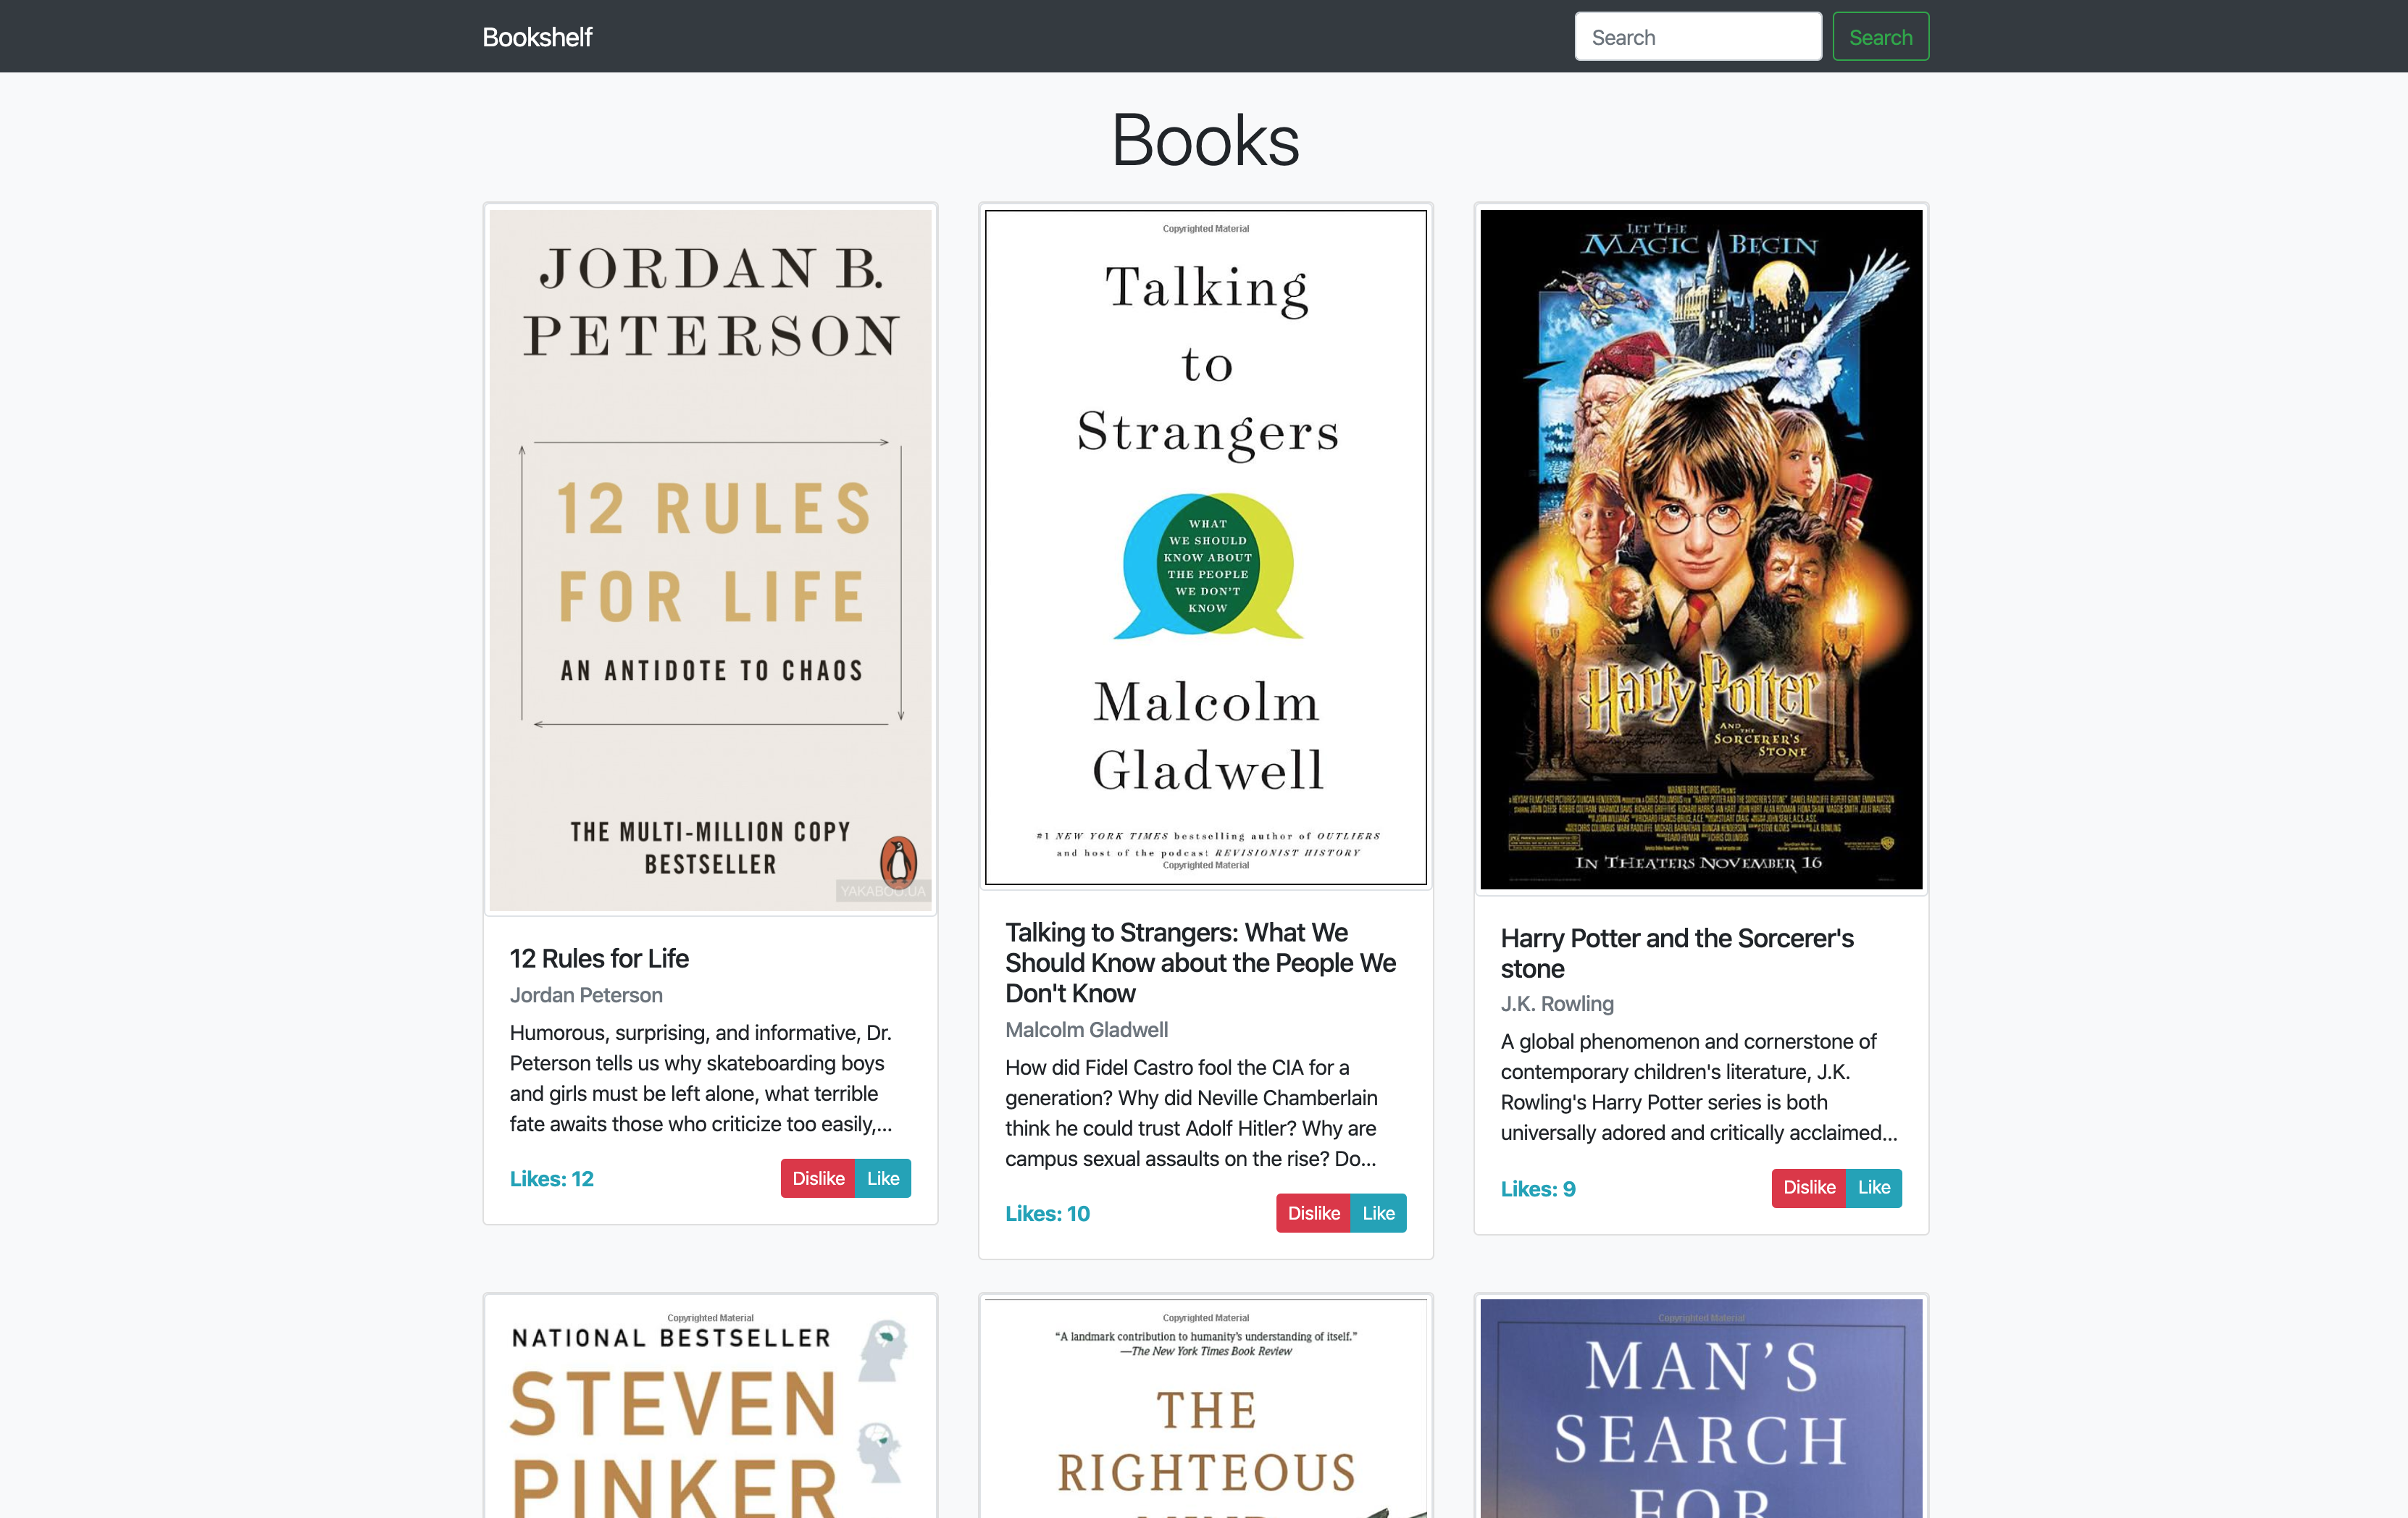 Bookshelf
Search
Search
Books
JORDAN B.
PETERSON
12 RULES
FOR LIFE
AN ANTIDOTE TO CHAOS
THE MULTI-MILLION COPY
BESTSELLER
YAKABOO.UA
12 Rules for Life
Jordan Peterson
Humorous, surprising, and informative, Dr.
Peterson tells us why skateboarding boys
and girls must be left alone, what terrible
fate awaits those who criticize too easily,...
Likes: 12
Dislike
Like
Copyrighted Material
Talking
to
Strangers
WHAT
WE SHOULD
KNOW ABOUT
THE PEOPLE
WE DON'T
KNOW
Malcolm
Gladwell
#1 NEW YORK TIMES bestselling author of OUTLIERS
and host of the podcast REVISIONIST HISTORY
Copyrighted Material
Talking to Strangers: What We
Should Know about the People We
Don't Know
Malcolm Gladwell
How did Fidel Castro fool the CIA for a
generation? Why did Neville Chamberlain
think he could trust Adolf Hitler? Why are
campus sexual assaults on the rise? Do...
Likes: 10
Dislike
Like
LET THE
MAGIC BEGIN
Harry Potter
AND
THE
SORCERER'S
STONE
WARNER BROS. PICTURES PRESENTS
IN THEATERS NOVEMBER 16
Harry Potter and the Sorcerer's
stone
J.K. Rowling
A global phenomenon and cornerstone of
contemporary children's literature, J.K.
Rowling's Harry Potter series is both
universally adored and critically acclaimed...
Likes: 9
Dislike
Like
Copyrighted Material
NATIONAL BESTSELLER
STEVEN
PINKER
Copyrighted Material
“A landmark contribution to humanity’s understanding of itself.”
—The New York Times Book Review
THE
RIGHTEOUS
Copyrighted Material
MAN’S
SEARCH
FOR